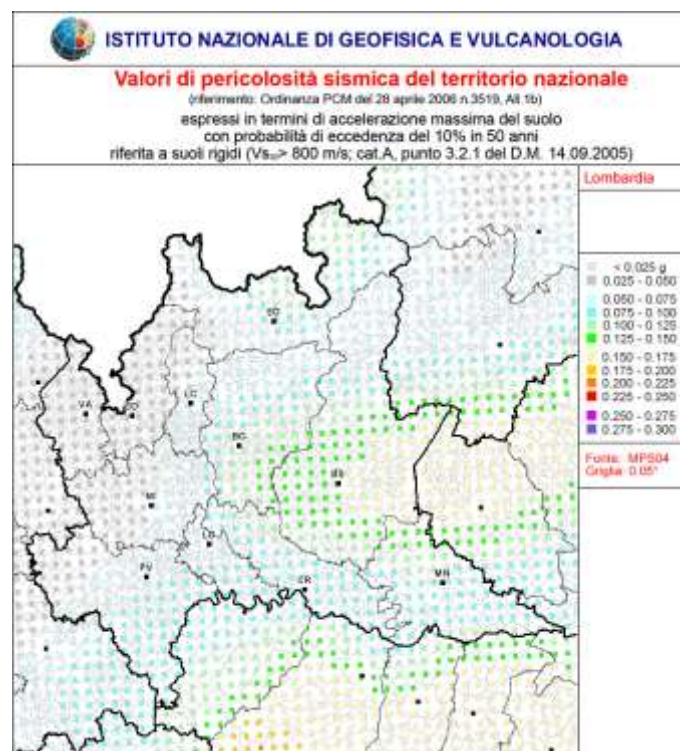 ISTITUTO NAZIONALE DI GEOFISICA E VULCANOLOGIA
Valori di pericolosità sismica del territorio nazionale
(riferimento: Ordinanza PCM del 28 aprile 2006 n.3519, All.1b)
espressi in termini di accelerazione massima del suolo
con probabilità di eccedenza del 10% in 50 anni
riferita a suoli rigidi (Vs₃₀> 800 m/s; cat.A, punto 3.2.1 del D.M. 14.09.2005)
Lombardia
< 0.025 g
0.025 - 0.050
0.050 - 0.075
0.075 - 0.100
0.100 - 0.125
0.125 - 0.150
0.150 - 0.175
0.175 - 0.200
0.200 - 0.225
0.225 - 0.250
0.250 - 0.275
0.275 - 0.300
Fonte: MPS04
Griglia: 0.05°
SO
VA
CO
LC
BG
BS
MI
LO
PV
CR
MN